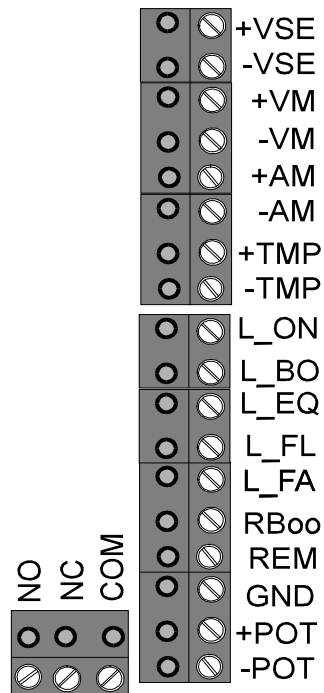 +VSE
-VSE
+VM
-VM
+AM
-AM
+TMP
-TMP
L_ON
L_BO
L_EQ
L_FL
L_FA
RBoo
REM
GND
+POT
-POT
NO
NC
COM